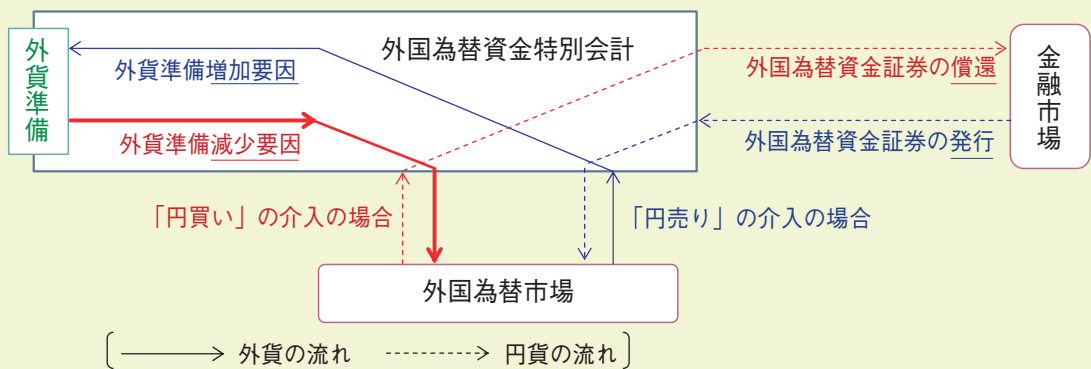 外国為替資金特別会計
外貨準備
外貨準備増加要因
外貨準備減少要因
外国為替資金証券の償還
外国為替資金証券の発行
金融市場
「円買い」の介入の場合
「円売り」の介入の場合
外国為替市場
外貨の流れ
円貨の流れ